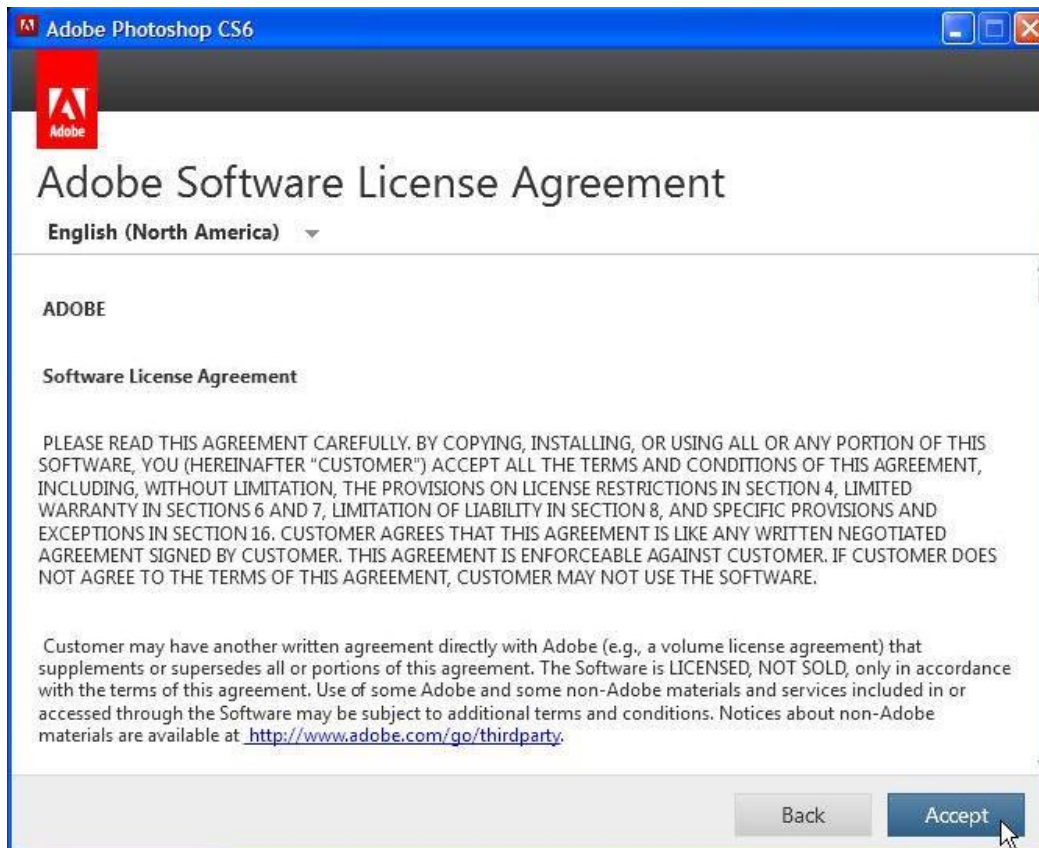 Adobe Photoshop CS6
Adobe
Adobe Software License Agreement
English (North America)
ADOBE
Software License Agreement
PLEASE READ THIS AGREEMENT CAREFULLY. BY COPYING, INSTALLING, OR USING ALL OR ANY PORTION OF THIS
SOFTWARE, YOU (HEREINAFTER “CUSTOMER”) ACCEPT ALL THE TERMS AND CONDITIONS OF THIS AGREEMENT,
INCLUDING, WITHOUT LIMITATION, THE PROVISIONS ON LICENSE RESTRICTIONS IN SECTION 4, LIMITED
WARRANTY IN SECTIONS 6 AND 7, LIMITATION OF LIABILITY IN SECTION 8, AND SPECIFIC PROVISIONS AND
EXCEPTIONS IN SECTION 16. CUSTOMER AGREES THAT THIS AGREEMENT IS LIKE ANY WRITTEN NEGOTIATED
AGREEMENT SIGNED BY CUSTOMER. THIS AGREEMENT IS ENFORCEABLE AGAINST CUSTOMER. IF CUSTOMER DOES
NOT AGREE TO THE TERMS OF THIS AGREEMENT, CUSTOMER MAY NOT USE THE SOFTWARE.
Customer may have another written agreement directly with Adobe (e.g., a volume license agreement) that
supplements or supersedes all or portions of this agreement. The Software is LICENSED, NOT SOLD, only in accordance
with the terms of this agreement. Use of some Adobe and some non-Adobe materials and services included in or
accessed through the Software may be subject to additional terms and conditions. Notices about non-Adobe
materials are available at http://www.adobe.com/go/thirdparty.
Back
Accept